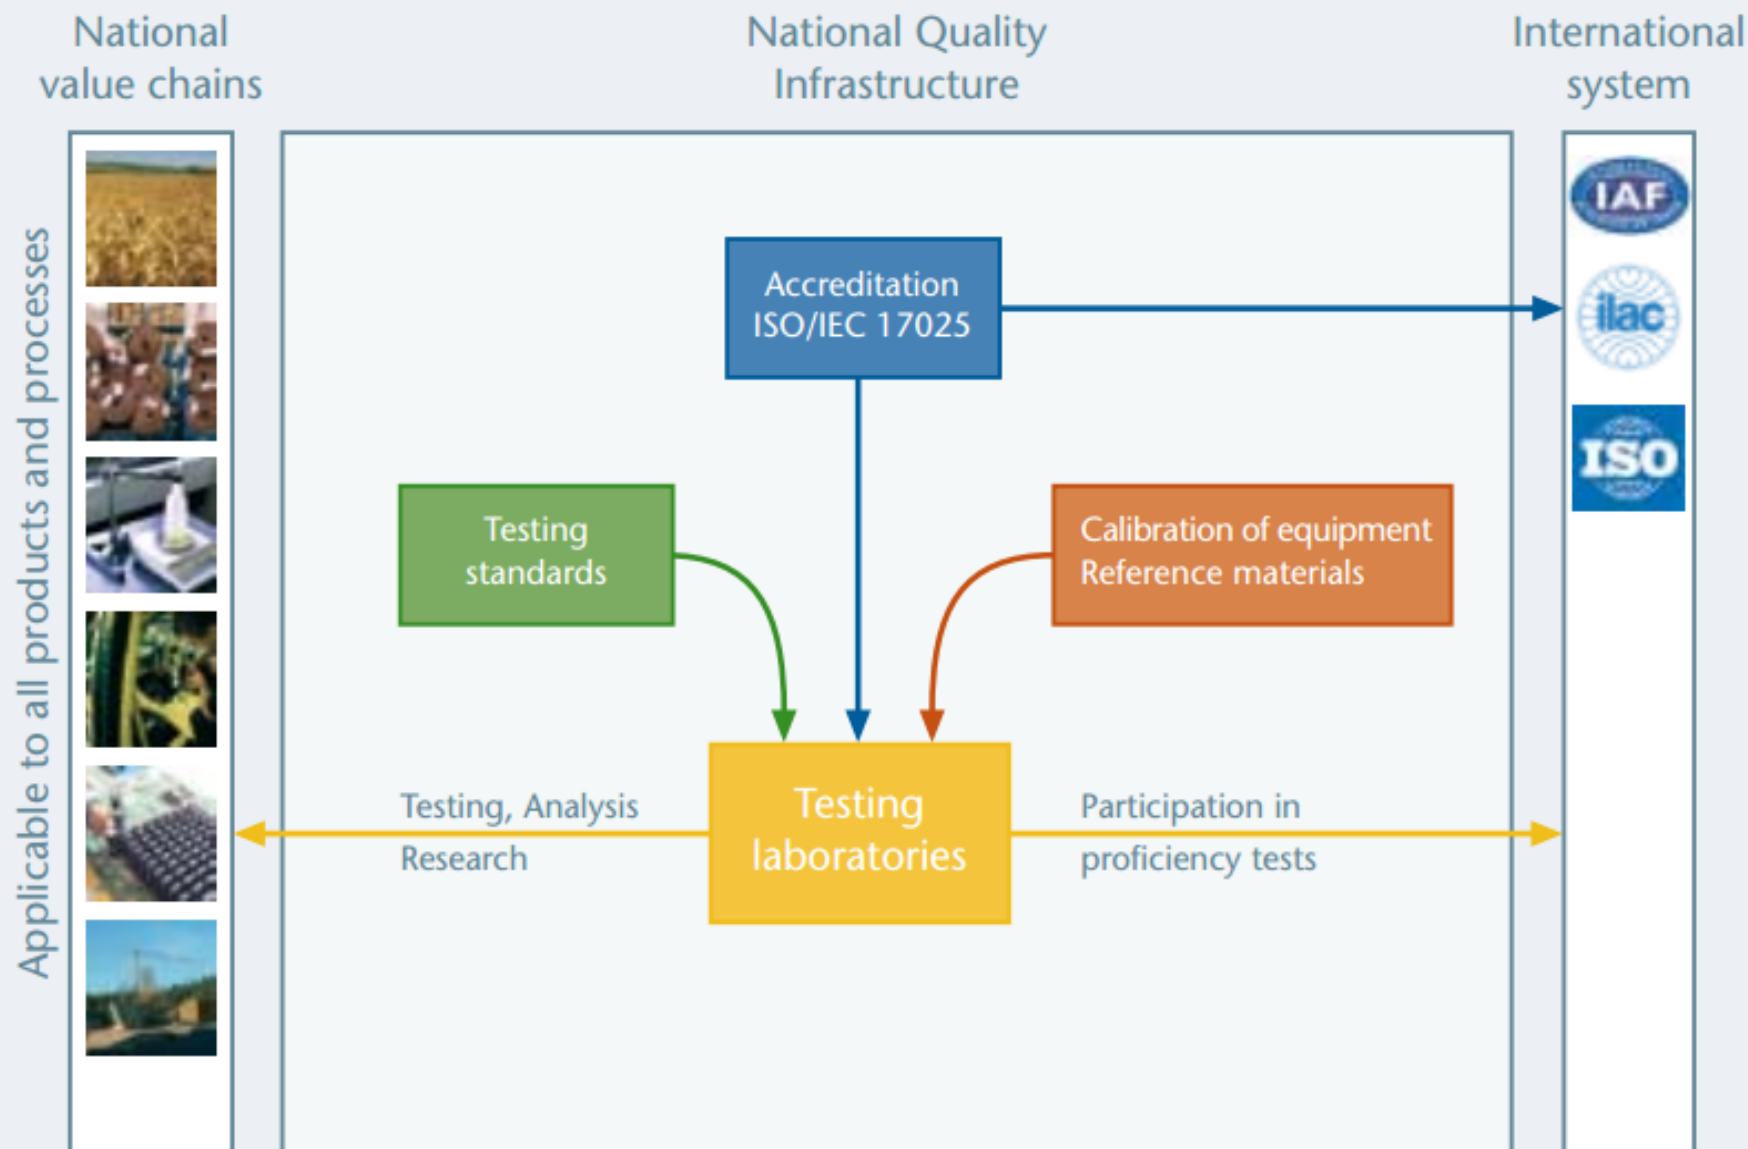 National
value chains
National Quality
Infrastructure
International
system
Applicable to all products and processes
IAF
ilac
ISO
Accreditation
ISO/IEC 17025
Testing
standards
Calibration of equipment
Reference materials
Testing, Analysis
Research
Testing
laboratories
Participation in
proficiency tests